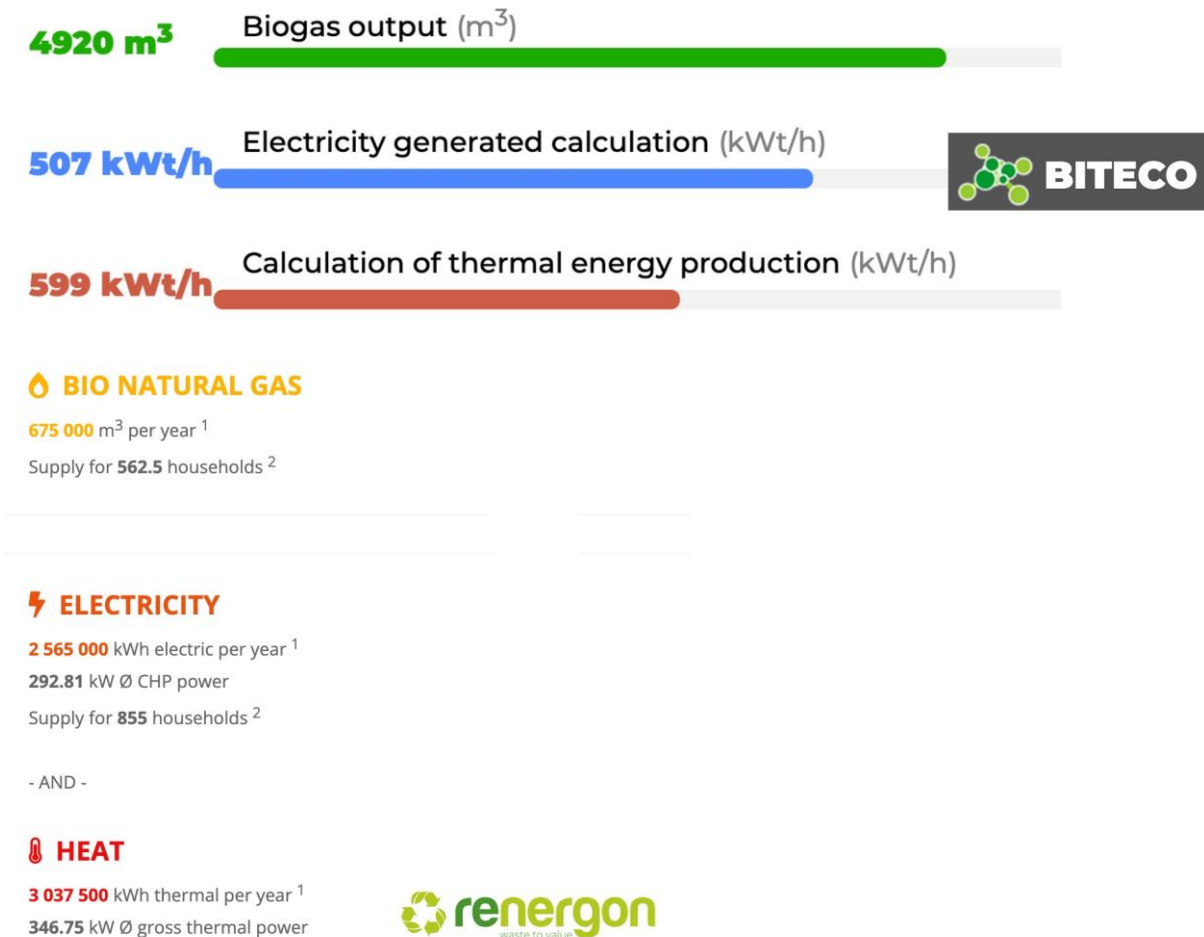 4920 m³
Biogas output (m³)
507 kWt/h
Electricity generated calculation (kWt/h)
BITECO
599 kWt/h
Calculation of thermal energy production (kWt/h)
BIO NATURAL GAS
675 000 m³ per year ¹
Supply for 562.5 households ²
ELECTRICITY
2 565 000 kWh electric per year ¹
292.81 kW Ø CHP power
Supply for 855 households ²
- AND -
HEAT
3 037 500 kWh thermal per year ¹
346.75 kW Ø gross thermal power
renergon
waste to value